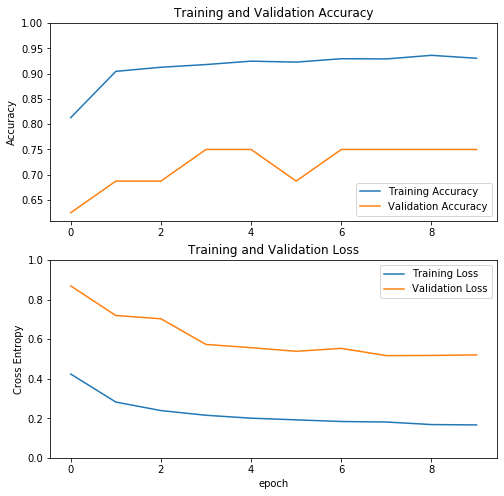 Training and Validation Accuracy
1.00
0.95
0.90
0.85
0.80
0.75
0.70
0.65
Accuracy
Training Accuracy
Validation Accuracy
0 2 4 6 8
Training and Validation Loss
1.0
0.8
0.6
0.4
0.2
0.0
Cross Entropy
Training Loss
Validation Loss
0 2 4 6 8
epoch